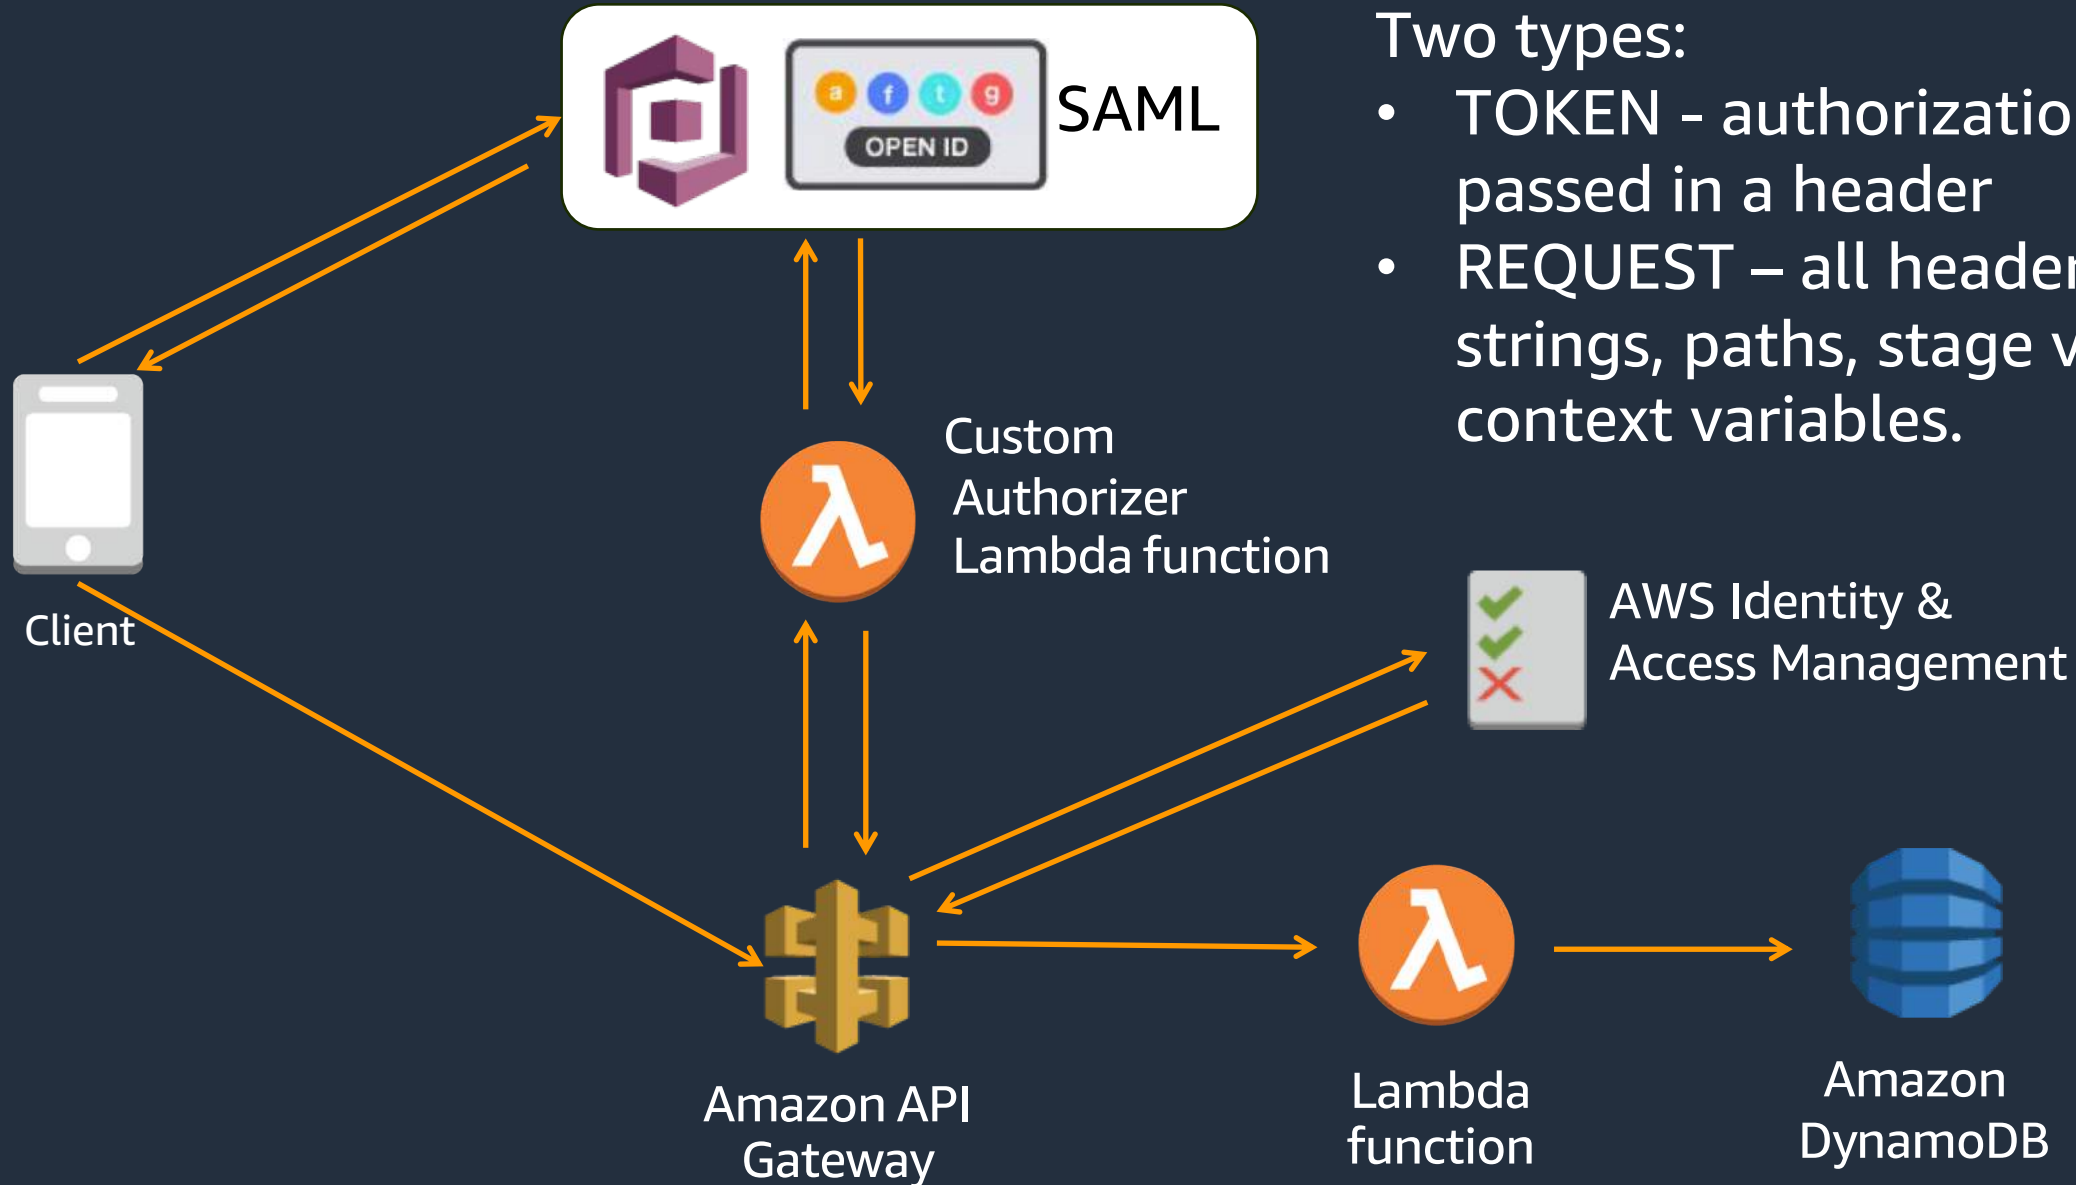 a f t g
OPEN ID
SAML
Two types:
• TOKEN - authorizatio
passed in a header
• REQUEST – all header
strings, paths, stage v
context variables.
Custom
Authorizer
Lambda function
Client
AWS Identity &
Access Management
Amazon API
Gateway
Lambda
function
Amazon
DynamoDB